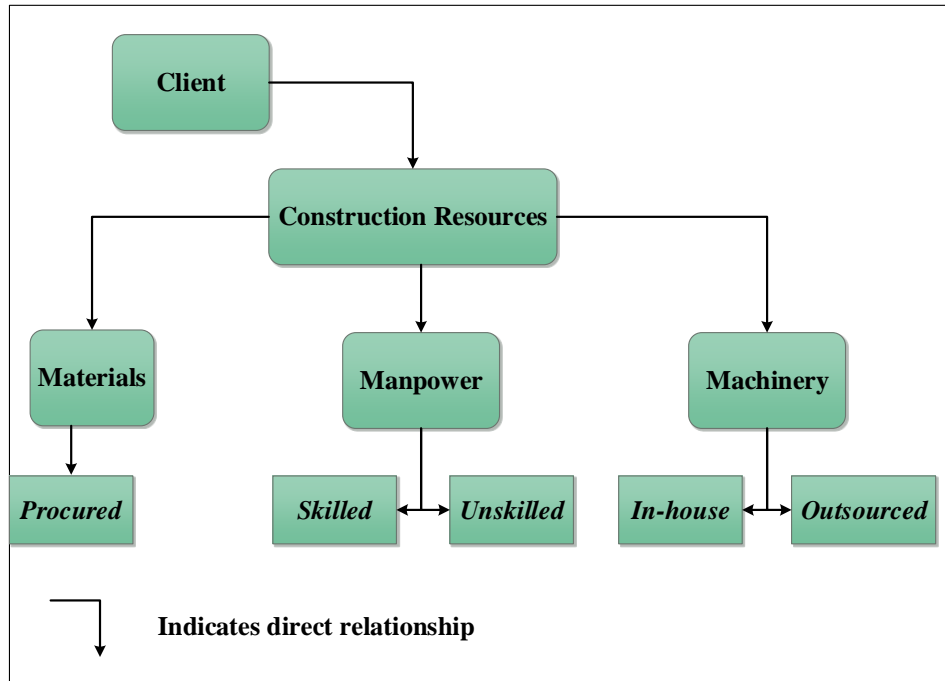 Client
Construction Resources
Materials
Manpower
Machinery
Procured
Skilled
Unskilled
In-house
Outsourced
Indicates direct relationship